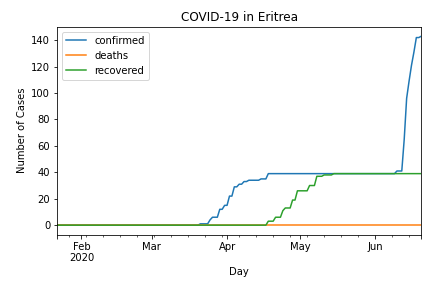 COVID-19 in Eritrea
confirmed
deaths
recovered
Number of Cases
140
120
100
80
60
40
20
0
Feb
2020
Mar
Apr
May
Jun
Day